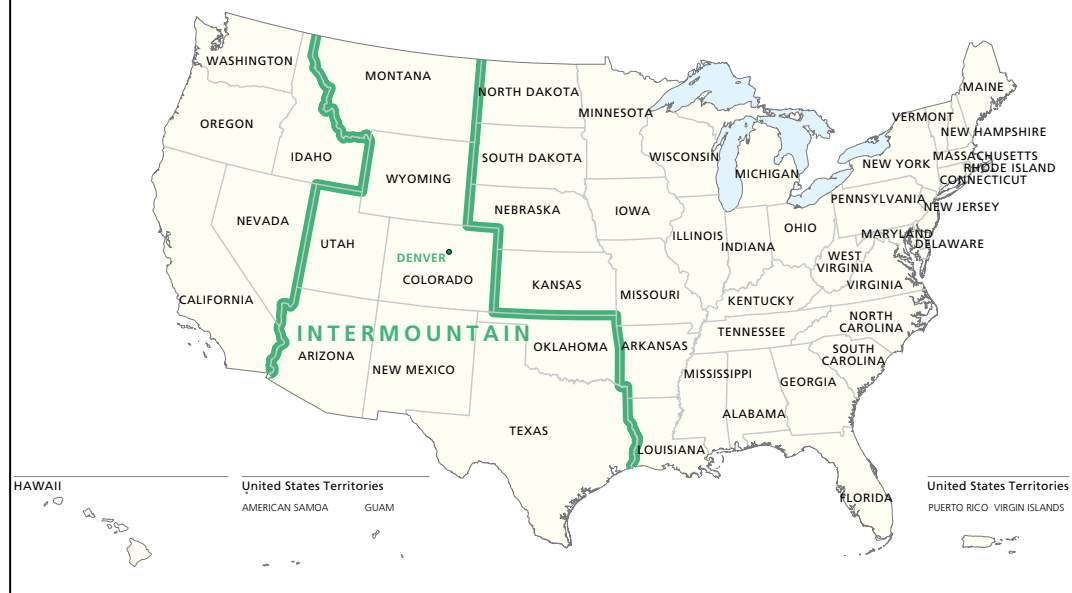 WASHINGTON
MONTANA
NORTH DAKOTA
MINNESOTA
MAINE
OREGON
VERMONT
NEW HAMPSHIRE
IDAHO
SOUTH DAKOTA
WISCONSIN
MICHIGAN
NEW YORK
MASSACHUSETTS
RHODE ISLAND
CONNECTICUT
WYOMING
NEBRASKA
IOWA
PENNSYLVANIA
NEW JERSEY
NEVADA
UTAH
ILLINOIS
INDIANA
OHIO
MARYLAND
DELAWARE
DENVER
COLORADO
KANSAS
MISSOURI
WEST
VIRGINIA
VIRGINIA
CALIFORNIA
KENTUCKY
INTERMOUNTAIN
NORTH
CAROLINA
TENNESSEE
ARIZONA
OKLAHOMA
ARKANSAS
SOUTH
CAROLINA
NEW MEXICO
MISSISSIPPI
GEORGIA
ALABAMA
TEXAS
LOUISIANA
FLORIDA
HAWAII
United States Territories
AMERICAN SAMOA
GUAM
United States Territories
PUERTO RICO
VIRGIN ISLANDS